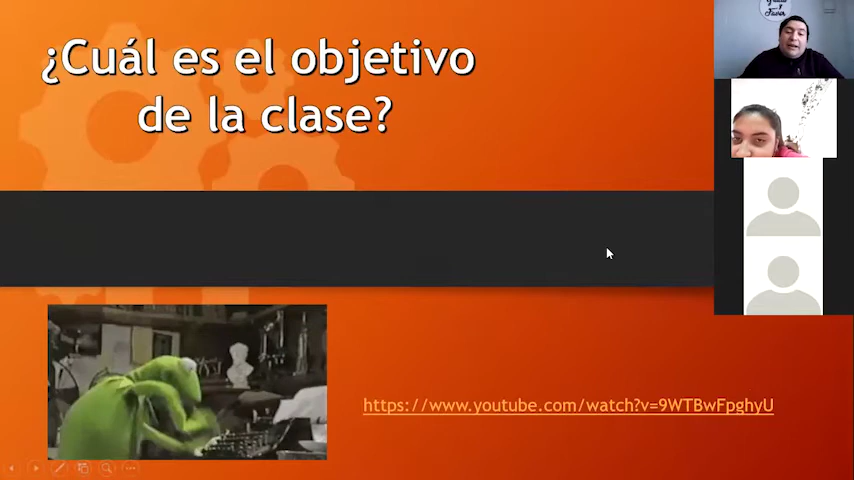 ¿Cuál es el objetivo
de la clase?
https://www.youtube.com/watch?v=9WTBwFpghyU